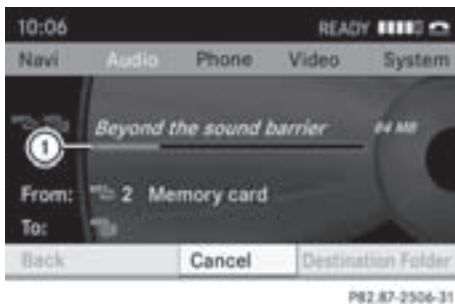 10:06 READY
Navi Audio Phone Video System
Beyond the sound barrier 84 MB
1
From: 2 Memory card
To:
Back Cancel Destination Folder
P82.87-2506-31